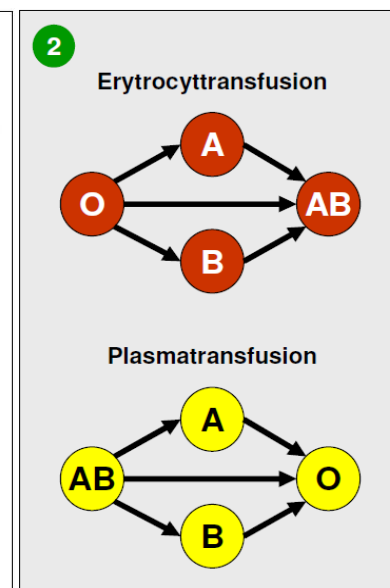 2
Erytrocyttransfusion
A
O
AB
B
Plasmatransfusion
A
AB
O
B